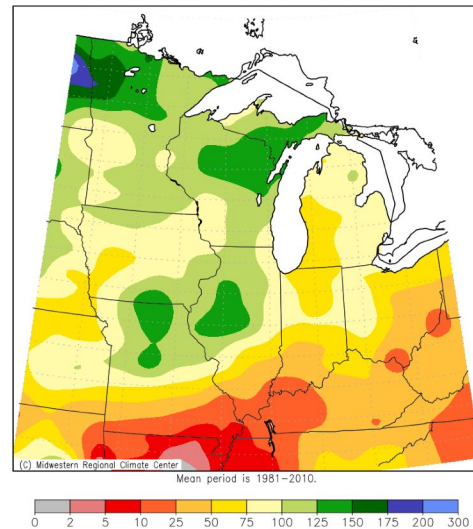 (C) Midwestern Regional Climate Center
Mean period is 1981-2010.
0 2 5 10 25 50 75 100 125 150 175 200 300